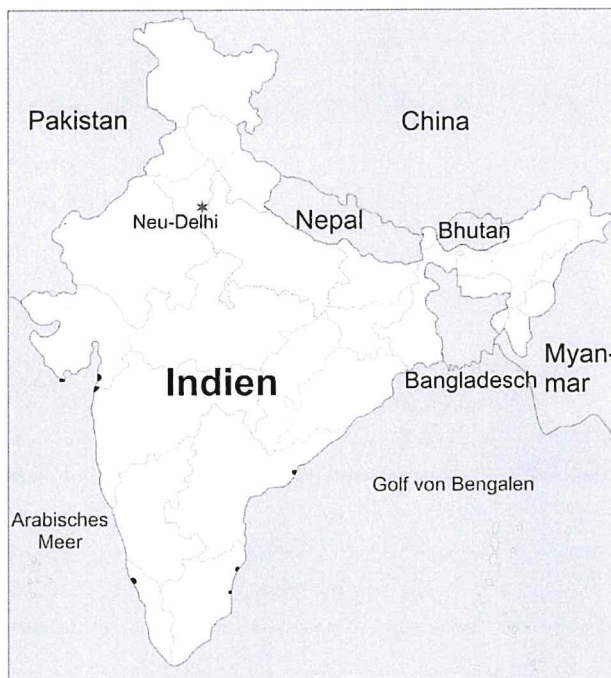 Pakistan
China
Neu-Delhi
Nepal
Bhutan
Indien
Bangladesch
Myan-
mar
Golf von Bengalen
Arabisches
Meer